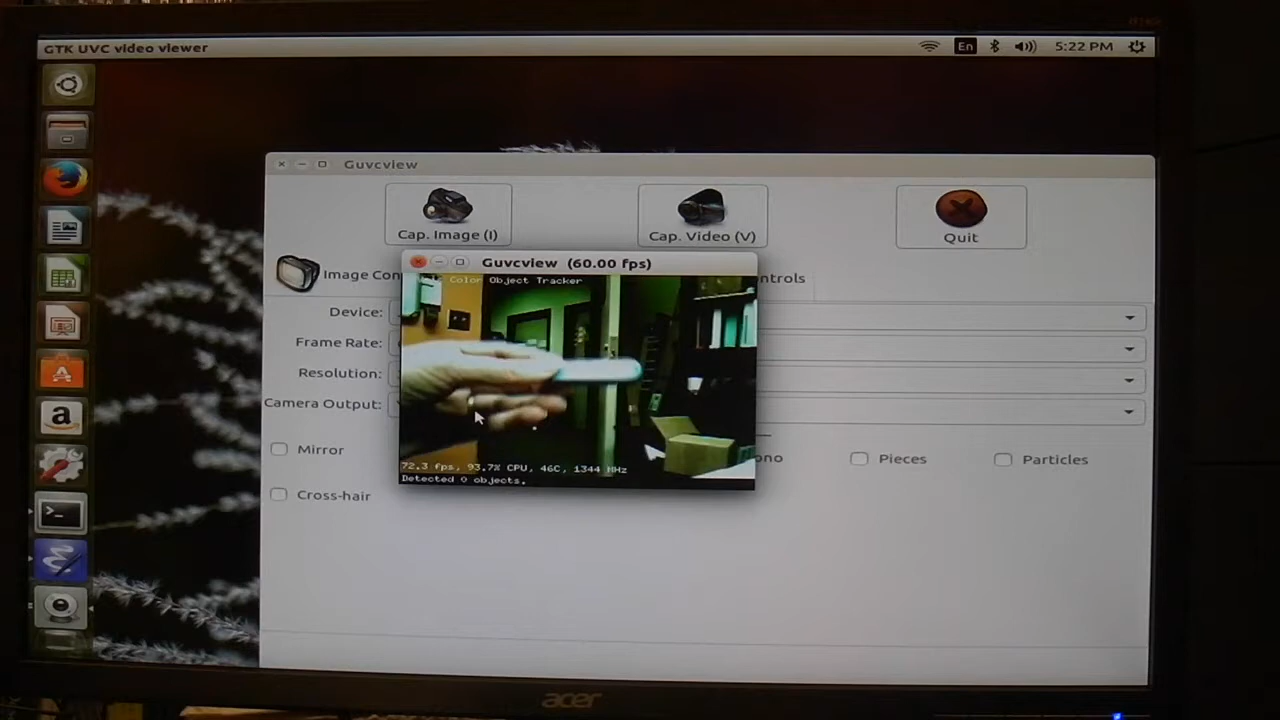 GTK UVC video viewer
En
5:22 PM
Guvcview
Cap. Image (I)
Cap. Video (V)
Quit
Guvcview (60.00 fps)
Image Con
ntrols
Color Object Tracker
Device:
Frame Rate:
Resolution:
Camera Output:
Mirror
ono
Pieces
Particles
72.3 fps, 93.7% CPU, 46C, 1344 MHz
Detected 0 objects.
Cross-hair
acer